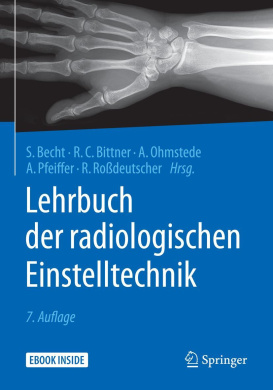 S. Becht · R. C. Bittner · A. Ohmstede
A. Pfeiffer · R. Roßdeutscher Hrsg.
Lehrbuch
der radiologischen
Einstelltechnik
7. Auflage
EBOOK INSIDE
Springer